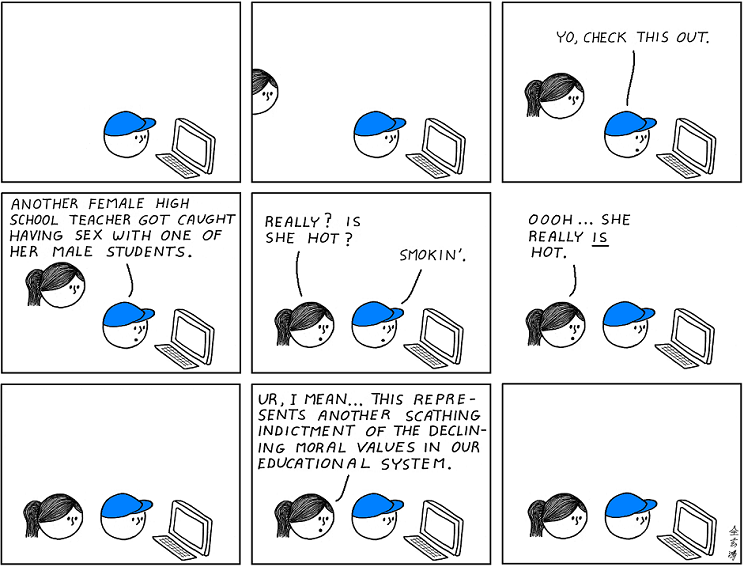 YO, CHECK THIS OUT.
ANOTHER FEMALE HIGH
SCHOOL TEACHER GOT CAUGHT
HAVING SEX WITH ONE OF
HER MALE STUDENTS.
REALLY? IS
SHE HOT?
SMOKIN'.
OOOH... SHE
REALLY IS
HOT.
UR, I MEAN... THIS REPRE-
SENTS ANOTHER SCATHING
INDICTMENT OF THE DECLIN-
ING MORAL VALUES IN OUR
EDUCATIONAL SYSTEM.